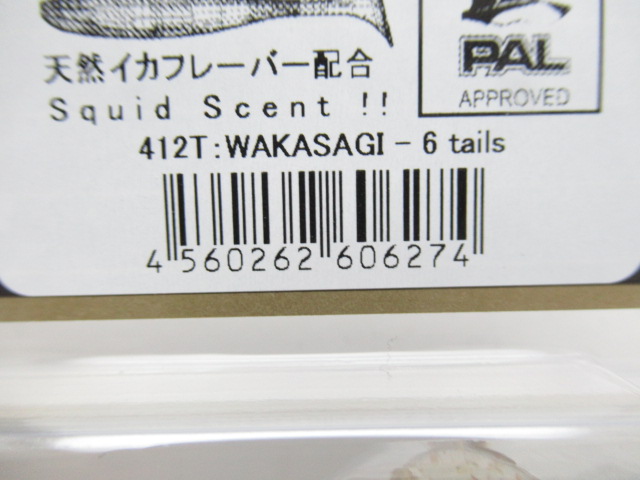 PAL
APPROVED
天然イカフレーバー配合
Squid Scent !!
412T:WAKASAGI - 6 tails
4 560262 606274